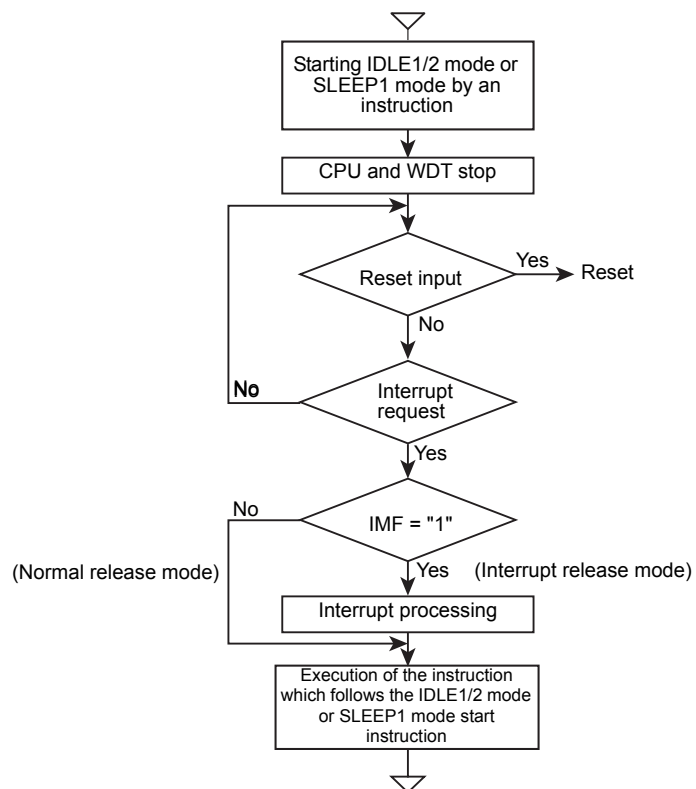 Starting IDLE1/2 mode or
SLEEP1 mode by an
instruction
CPU and WDT stop
Reset input
Yes
Reset
No
Interrupt
request
No
Yes
IMF = "1"
No
(Normal release mode)
Yes
(Interrupt release mode)
Interrupt processing
Execution of the instruction
which follows the IDLE1/2 mode
or SLEEP1 mode start
instruction